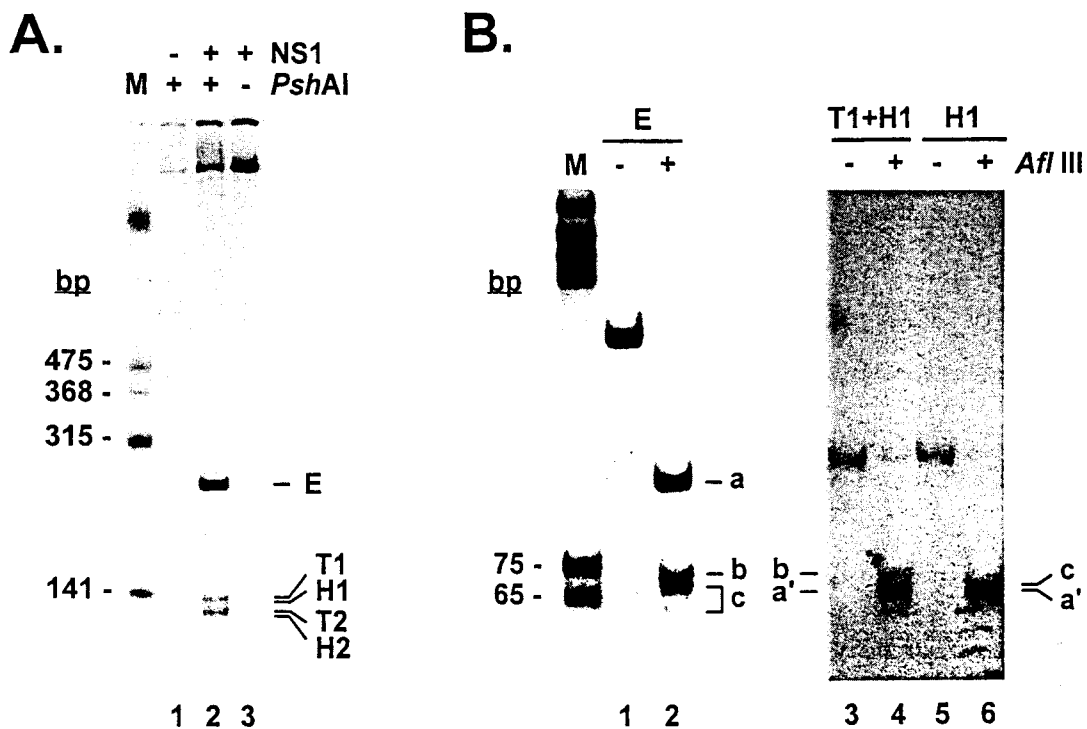 A.
- + + NS1
M + + - PshAI
bp
475 -
368 -
315 -
141 -
– E
T1
H1
T2
H2
1 2 3
B.
E
M - +
bp
75 -
65 -
– a
– b
c
1 2
T1+H1 H1
- + - + Afl III
b –
a' –
c
a'
3 4 5 6